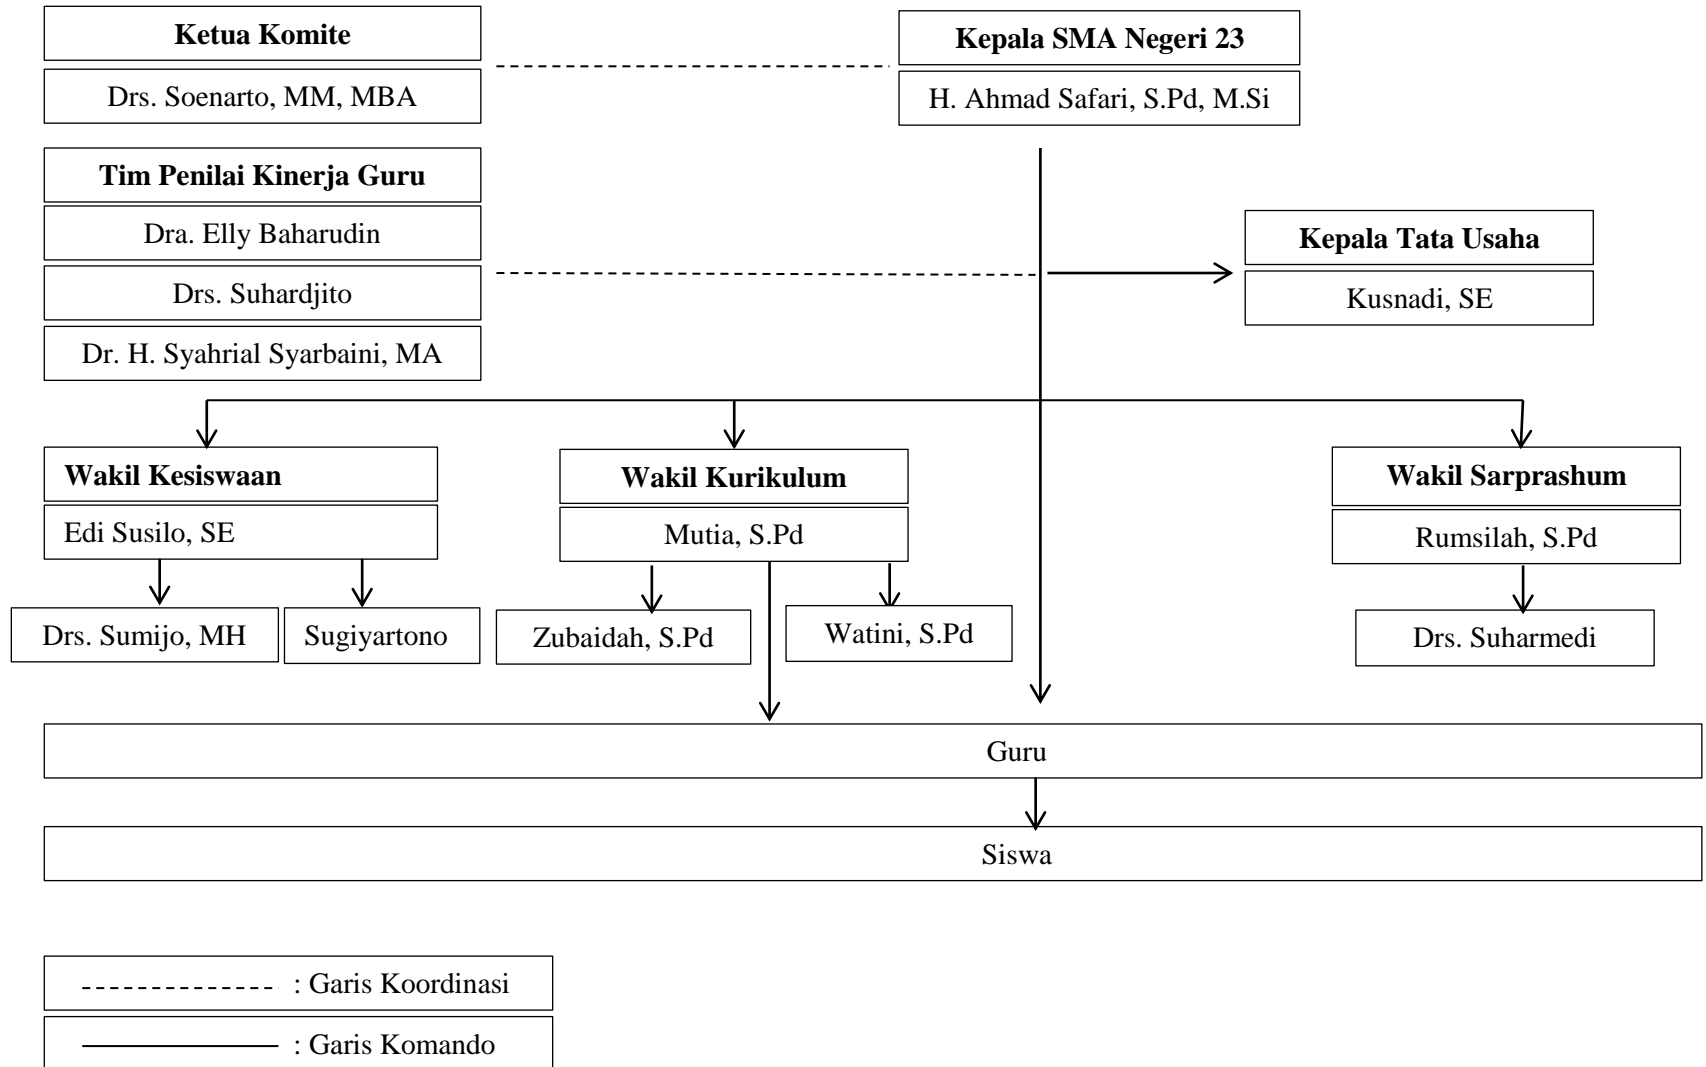 Ketua Komite
Drs. Soenarto, MM, MBA
Kepala SMA Negeri 23
H. Ahmad Safari, S.Pd, M.Si
Tim Penilai Kinerja Guru
Dra. Elly Baharudin
Drs. Suhardjito
Dr. H. Syahrial Syarbaini, MA
Kepala Tata Usaha
Kusnadi, SE
Wakil Kesiswaan
Edi Susilo, SE
Drs. Sumijo, MH
Sugiyartono
Wakil Kurikulum
Mutia, S.Pd
Zubaidah, S.Pd
Watini, S.Pd
Wakil Sarprashum
Rumsilah, S.Pd
Drs. Suharmedi
Guru
Siswa
: Garis Koordinasi
: Garis Komando